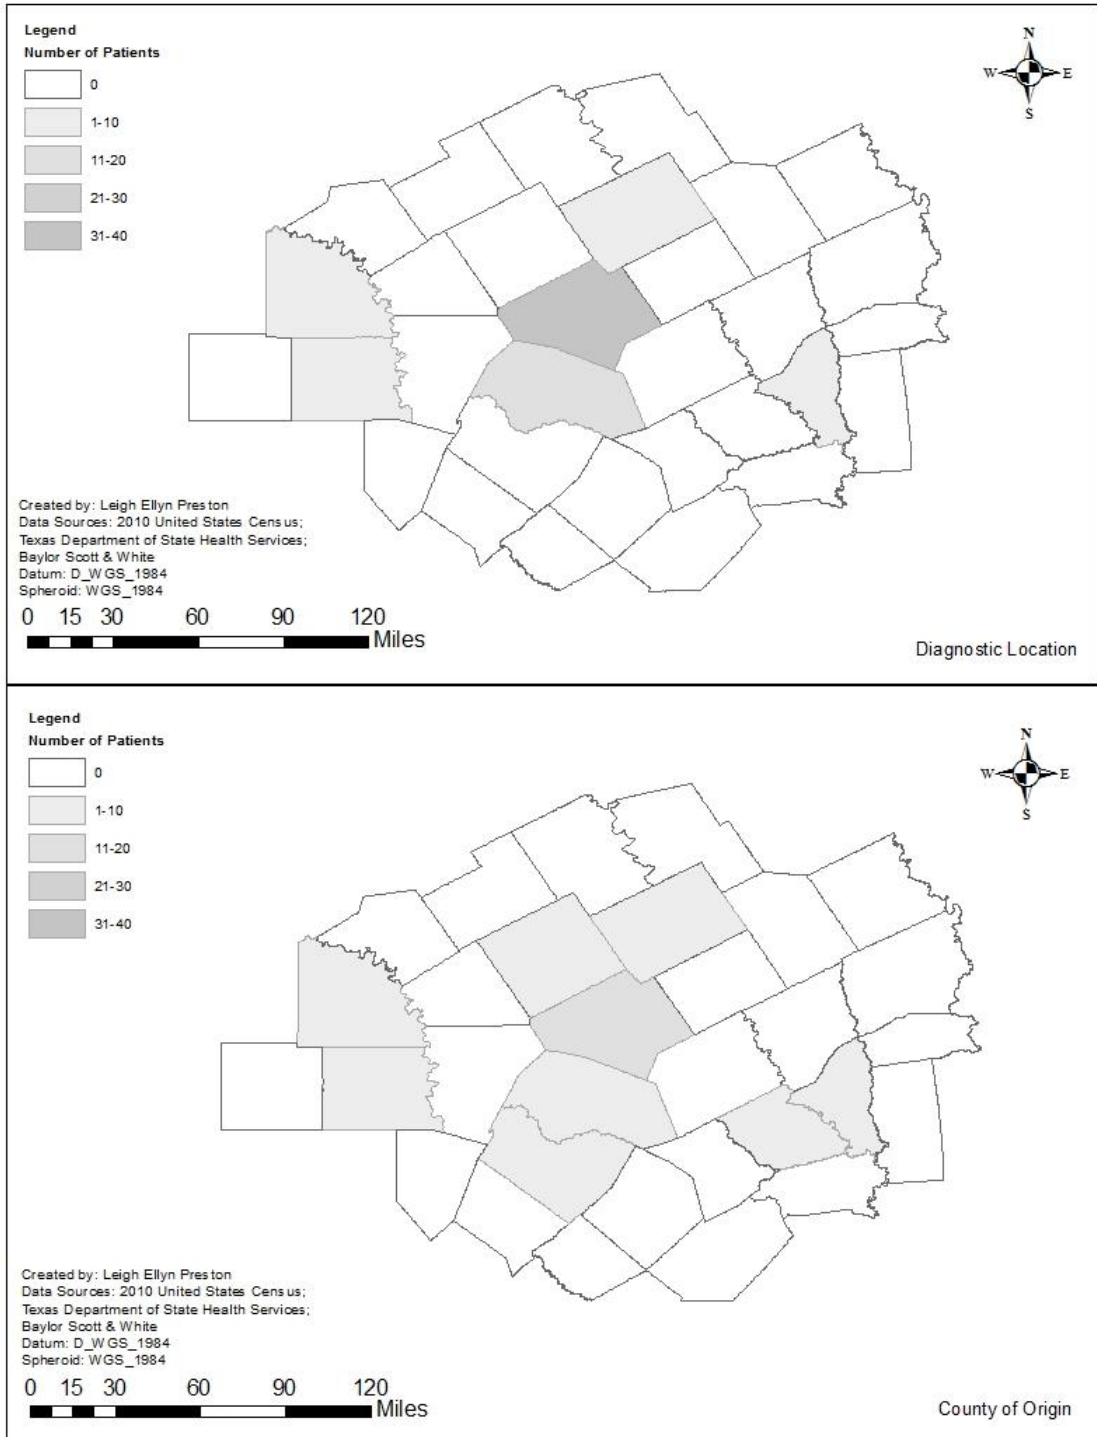 Legend
Number of Patients
0
1-10
11-20
21-30
31-40
N
W E
S
Created by: Leigh Ellyn Preston
Data Sources: 2010 United States Census;
Texas Department of State Health Services;
Baylor Scott & White
Datum: D_WGS_1984
Spheroid: WGS_1984
0 15 30 60 90 120
Miles
Diagnostic Location
Legend
Number of Patients
0
1-10
11-20
21-30
31-40
N
W E
S
Created by: Leigh Ellyn Preston
Data Sources: 2010 United States Census;
Texas Department of State Health Services;
Baylor Scott & White
Datum: D_WGS_1984
Spheroid: WGS_1984
0 15 30 60 90 120
Miles
County of Origin